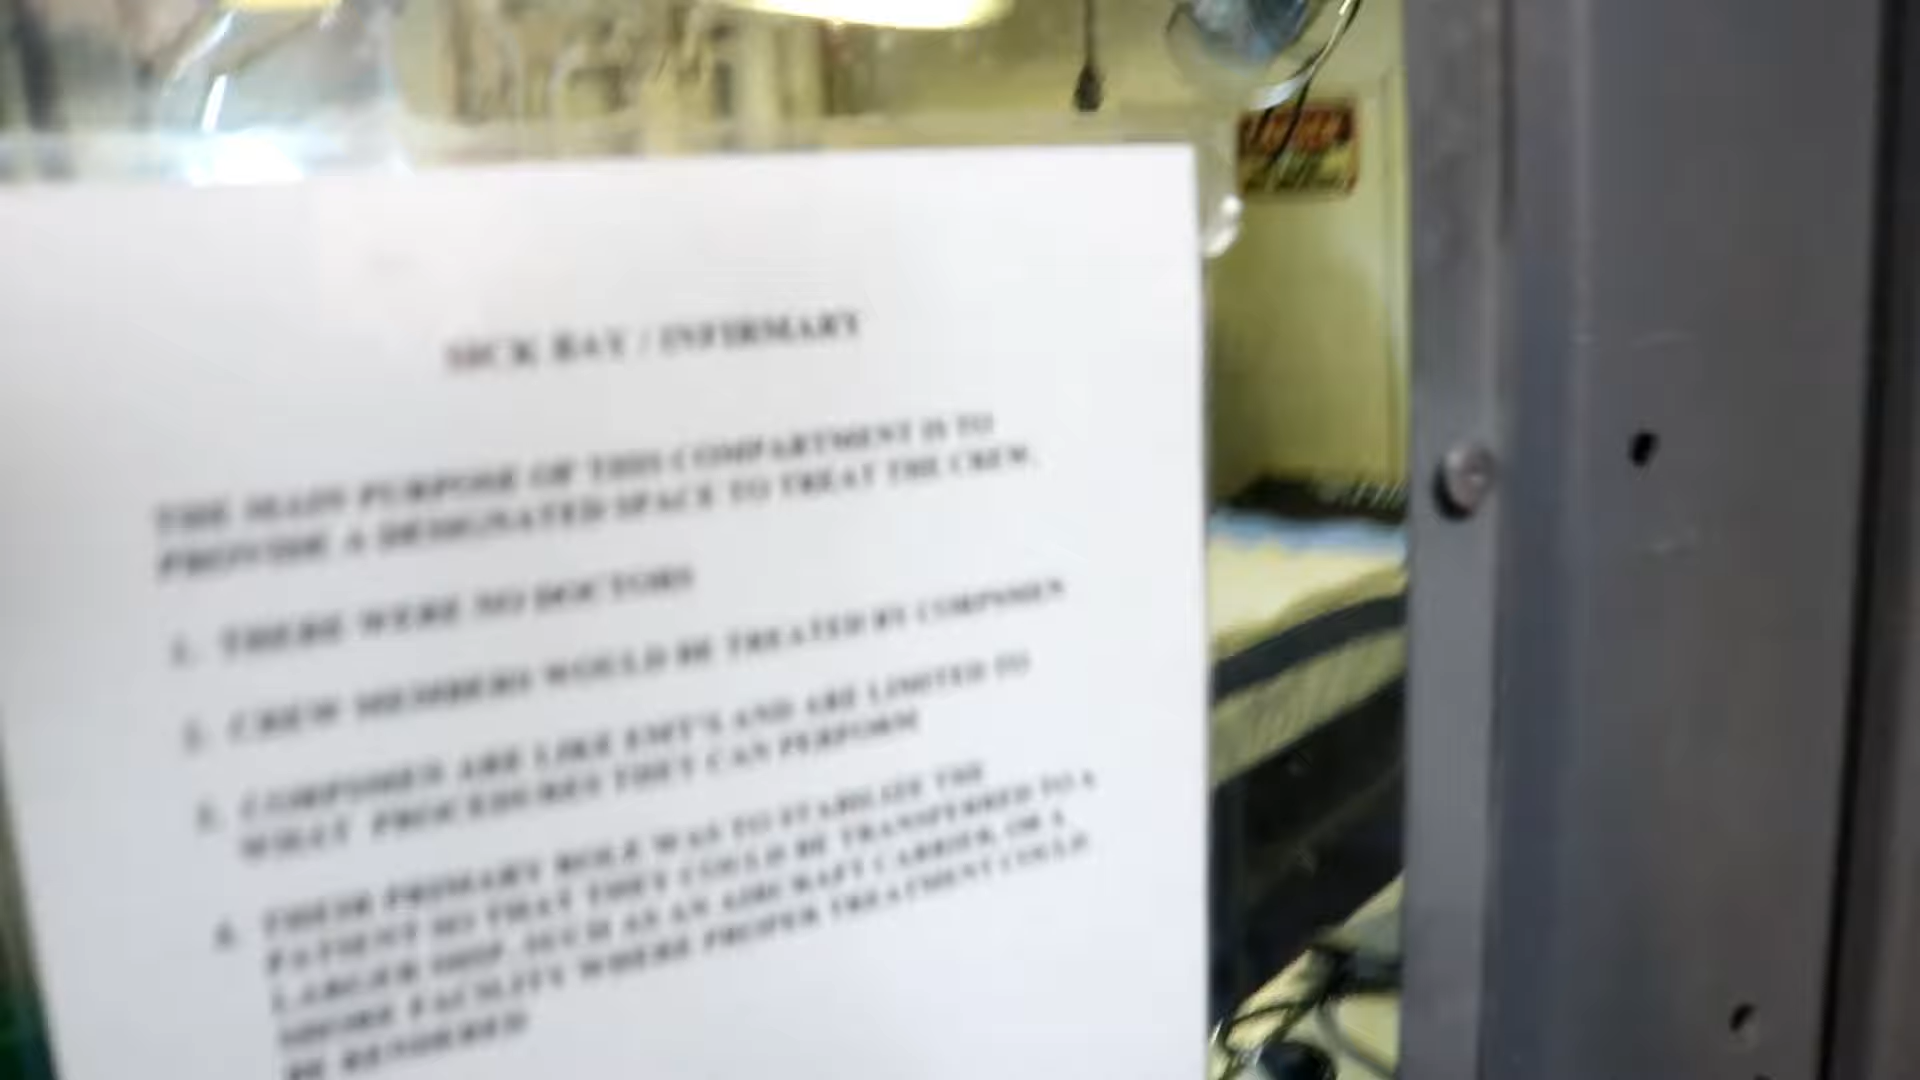 SICK BAY / INFIRMARY
THE MAIN PURPOSE OF THIS COMPARTMENT IS TO
PROVIDE A DESIGNATED SPACE TO TREAT THE CREW.
1. THERE WERE NO DOCTORS
2. CREW MEMBERS WOULD BE TREATED BY CORPSMEN
3. CORPSMEN ARE LIKE EMT'S AND ARE LIMITED TO
WHAT PROCEDURES THEY CAN PERFORM
4. THEIR PRIMARY ROLE WAS TO STABILIZE THE
PATIENT SO THAT THEY COULD BE TRANSFERRED TO A
LARGER SHIP, SUCH AS AN AIRCRAFT CARRIER, OR A
SHORE FACILITY WHERE PROPER TREATMENT COULD
BE RENDERED